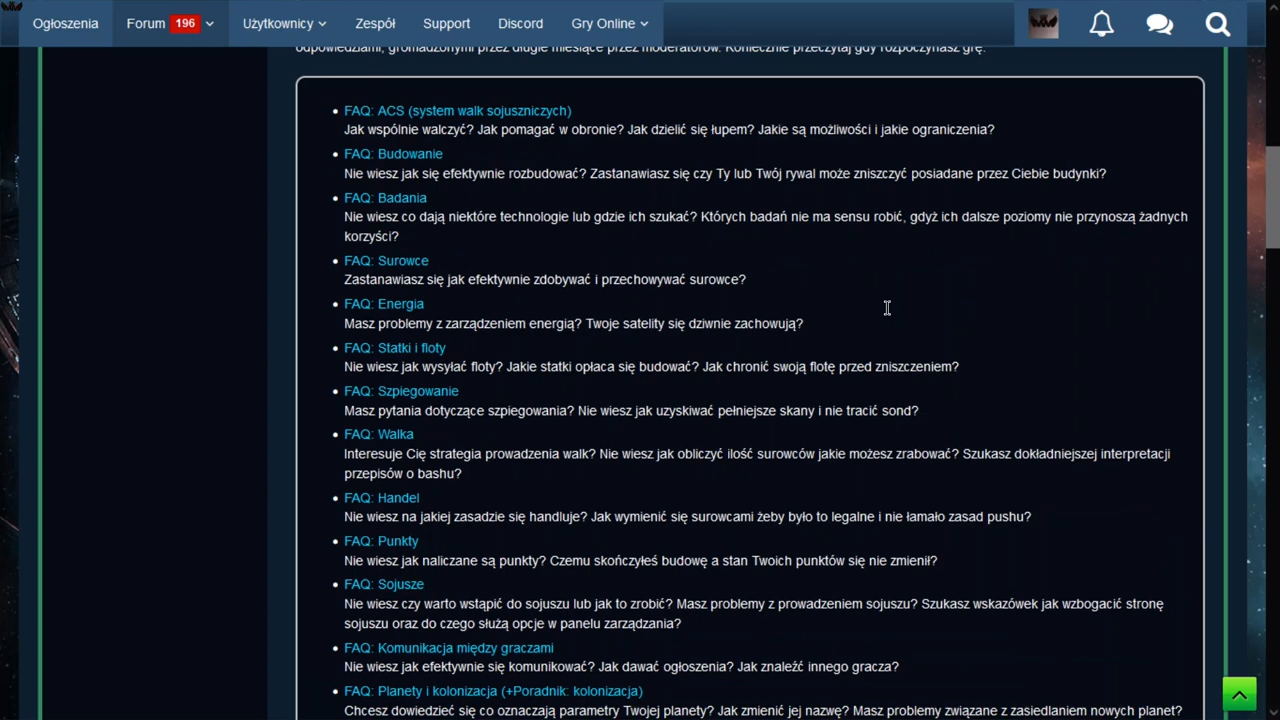 Ogłoszenia Forum 196 Użytkownicy Zespół Support Discord Gry Online
odpowiedziami, gromadzonymi przez długie miesiące przez moderatorów. Koniecznie przeczytaj gdy rozpoczynasz grę.
FAQ: ACS (system walk sojuszniczych)
Jak wspólnie walczyć? Jak pomagać w obronie? Jak dzielić się łupem? Jakie są możliwości i jakie ograniczenia?
FAQ: Budowanie
Nie wiesz jak się efektywnie rozbudować? Zastanawiasz się czy Ty lub Twój rywal może zniszczyć posiadane przez Ciebie budynki?
FAQ: Badania
Nie wiesz co dają niektóre technologie lub gdzie ich szukać? Których badań nie ma sensu robić, gdyż ich dalsze poziomy nie przynoszą żadnych
korzyści?
FAQ: Surowce
Zastanawiasz się jak efektywnie zdobywać i przechowywać surowce?
FAQ: Energia
Masz problemy z zarządzeniem energią? Twoje satelity się dziwnie zachowują?
FAQ: Statki i floty
Nie wiesz jak wysyłać floty? Jakie statki opłaca się budować? Jak chronić swoją flotę przed zniszczeniem?
FAQ: Szpiegowanie
Masz pytania dotyczące szpiegowania? Nie wiesz jak uzyskiwać pełniejsze skany i nie tracić sond?
FAQ: Walka
Interesuje Cię strategia prowadzenia walk? Nie wiesz jak obliczyć ilość surowców jakie możesz zrabować? Szukasz dokładniejszej interpretacji
przepisów o bashu?
FAQ: Handel
Nie wiesz na jakiej zasadzie się handluje? Jak wymienić się surowcami żeby było to legalne i nie łamało zasad pushu?
FAQ: Punkty
Nie wiesz jak naliczane są punkty? Czemu skończyłeś budowę a stan Twoich punktów się nie zmienił?
FAQ: Sojusze
Nie wiesz czy warto wstąpić do sojuszu lub jak to zrobić? Masz problemy z prowadzeniem sojuszu? Szukasz wskazówek jak wzbogacić stronę
sojuszu oraz do czego służą opcje w panelu zarządzania?
FAQ: Komunikacja między graczami
Nie wiesz jak efektywnie się komunikować? Jak dawać ogłoszenia? Jak znaleźć innego gracza?
FAQ: Planety i kolonizacja (+Poradnik: kolonizacja)
Chcesz dowiedzieć się co oznaczają parametry Twojej planety? Jak zmienić jej nazwę? Masz problemy związane z zasiedlaniem nowych planet?